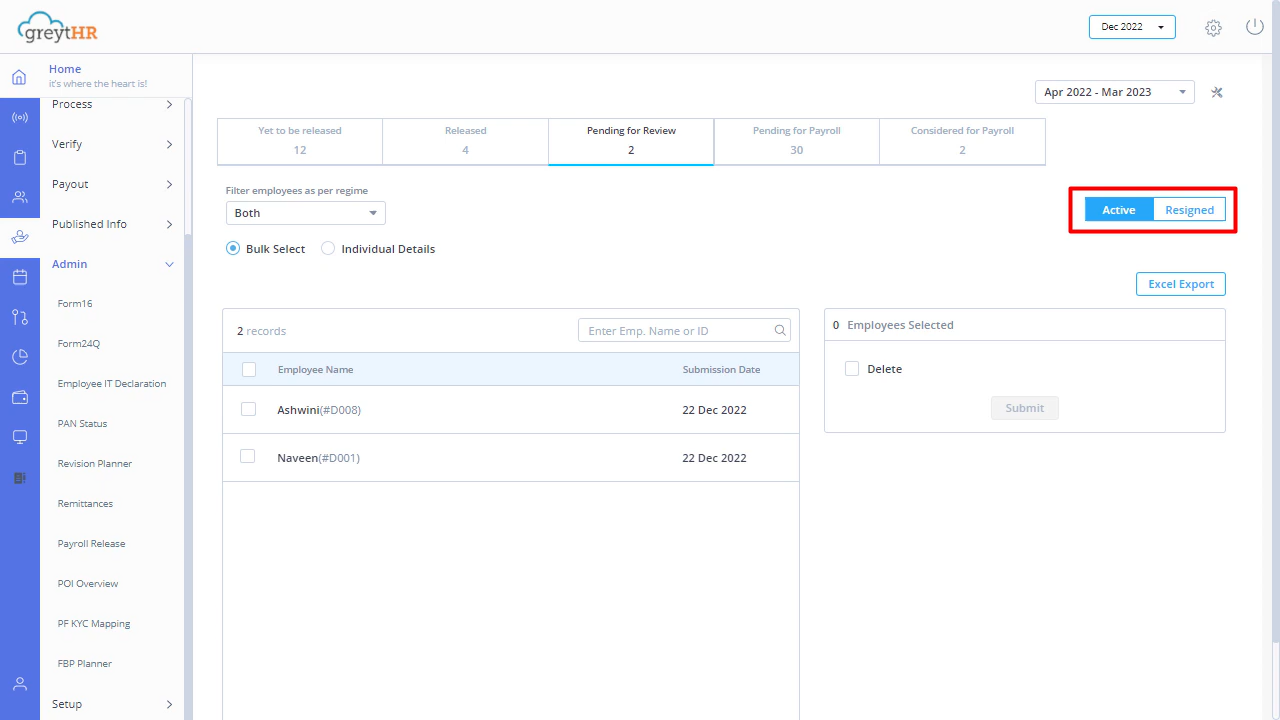 greytHR
Dec 2022
Home
it's where the heart is!
Process
Verify
Payout
Published Info
Admin
Form16
Form24Q
Employee IT Declaration
PAN Status
Revision Planner
Remittances
Payroll Release
POI Overview
PF KYC Mapping
FBP Planner
Setup
Apr 2022 - Mar 2023
Yet to be released
12
Released
4
Pending for Review
2
Pending for Payroll
30
Considered for Payroll
2
Filter employees as per regime
Both
Active
Resigned
Bulk Select
Individual Details
Excel Export
2 records
Enter Emp. Name or ID
Employee Name
Submission Date
Ashwini(#D008)
22 Dec 2022
Naveen(#D001)
22 Dec 2022
0 Employees Selected
Delete
Submit